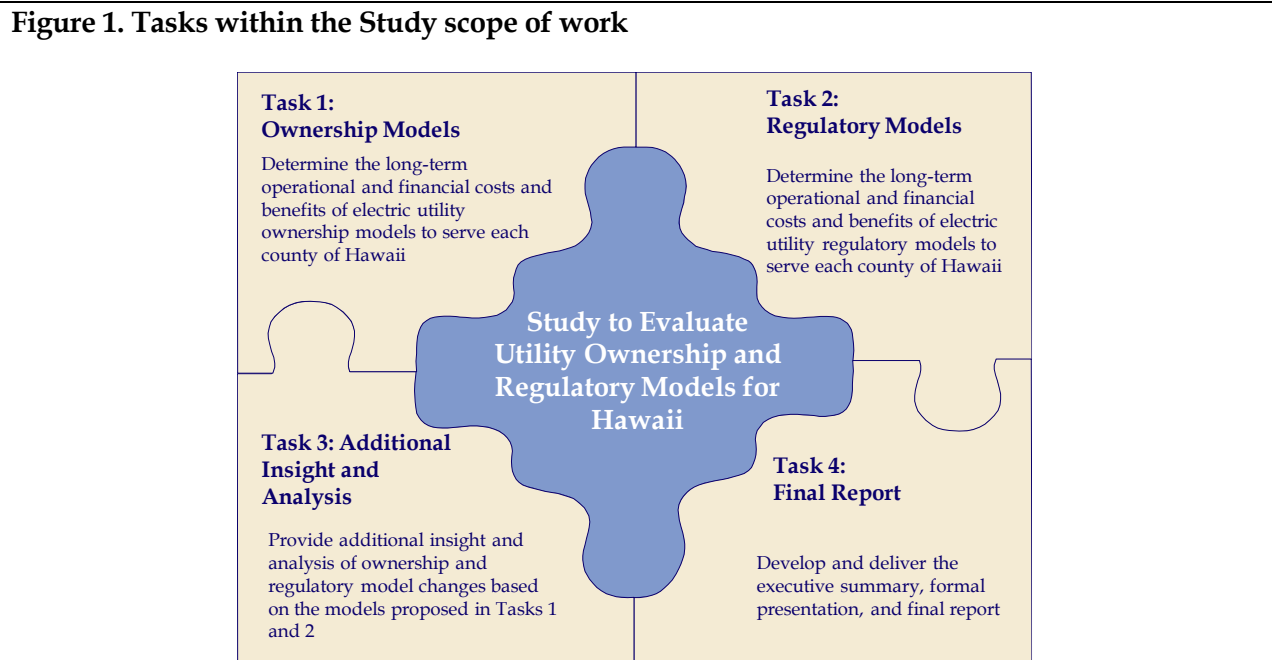 Figure 1. Tasks within the Study scope of work
Task 1:
Ownership Models
Determine the long-term
operational and financial costs and
benefits of electric utility
ownership models to serve each
county of Hawaii
Task 2:
Regulatory Models
Determine the long-term
operational and financial
costs and benefits of electric
utility regulatory models to
serve each county of Hawaii
Study to Evaluate
Utility Ownership and
Regulatory Models for
Hawaii
Task 3: Additional
Insight and
Analysis
Provide additional insight and
analysis of ownership and
regulatory model changes based
on the models proposed in Tasks 1
and 2
Task 4:
Final Report
Develop and deliver the
executive summary, formal
presentation, and final report